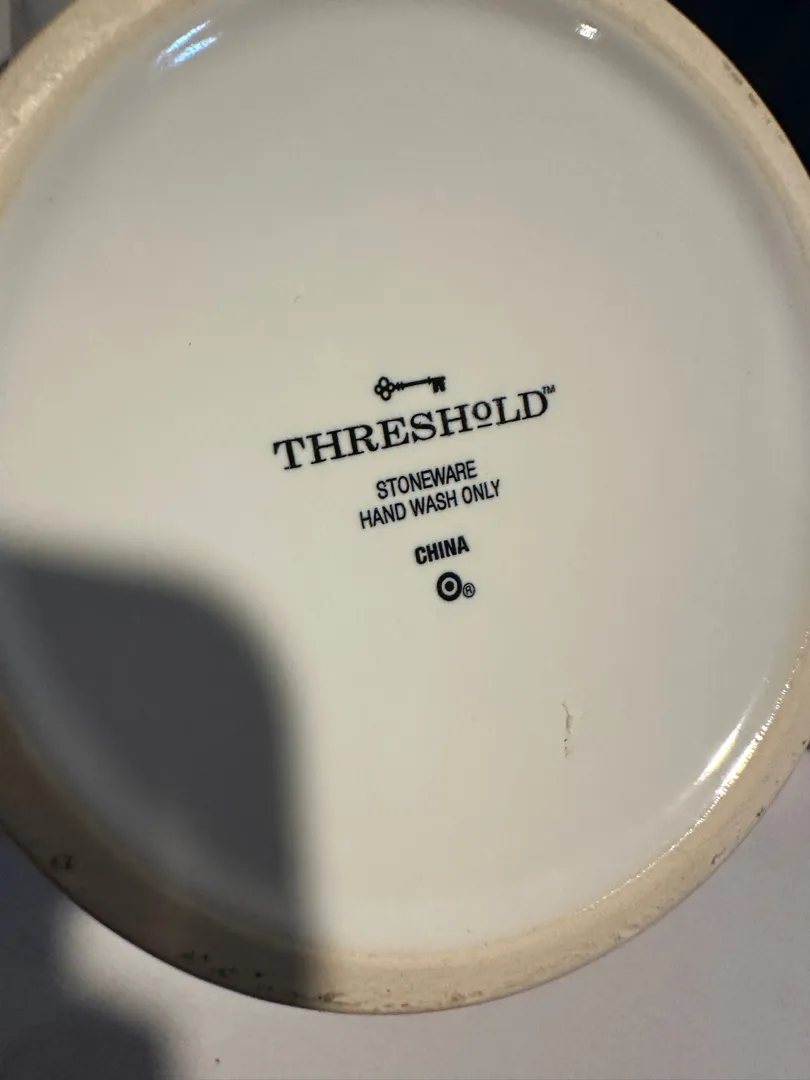 THRESHOLD™
STONEWARE
HAND WASH ONLY
CHINA
®